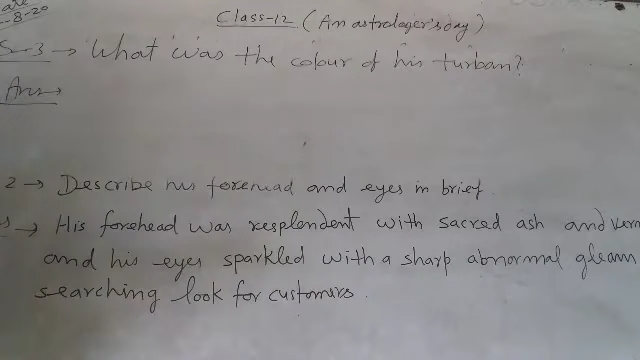 -8-20
Class-12 (An astrologer's day)
S-3 → What was the colour of his turban?
Ans →
2 → Describe his forehead and eyes in brief.
→ His forehead was resplendent with sacred ash and
and his eyes sparkled with a sharp abnormal gleam
searching look for customers.